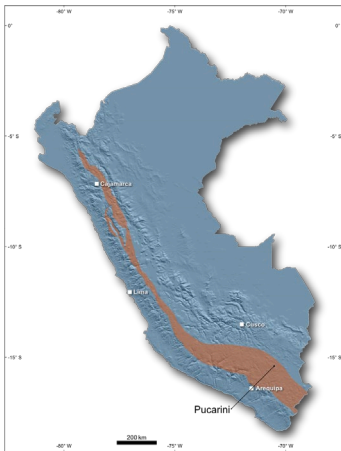 -80° W -75° W -70° W
0° 0°
-5° -5°
Cajamarca
-10° -10°
Lima
Cusco
-15° -15°
Arequipa
Pucarini
200 km
-80° W -75° W -70° W